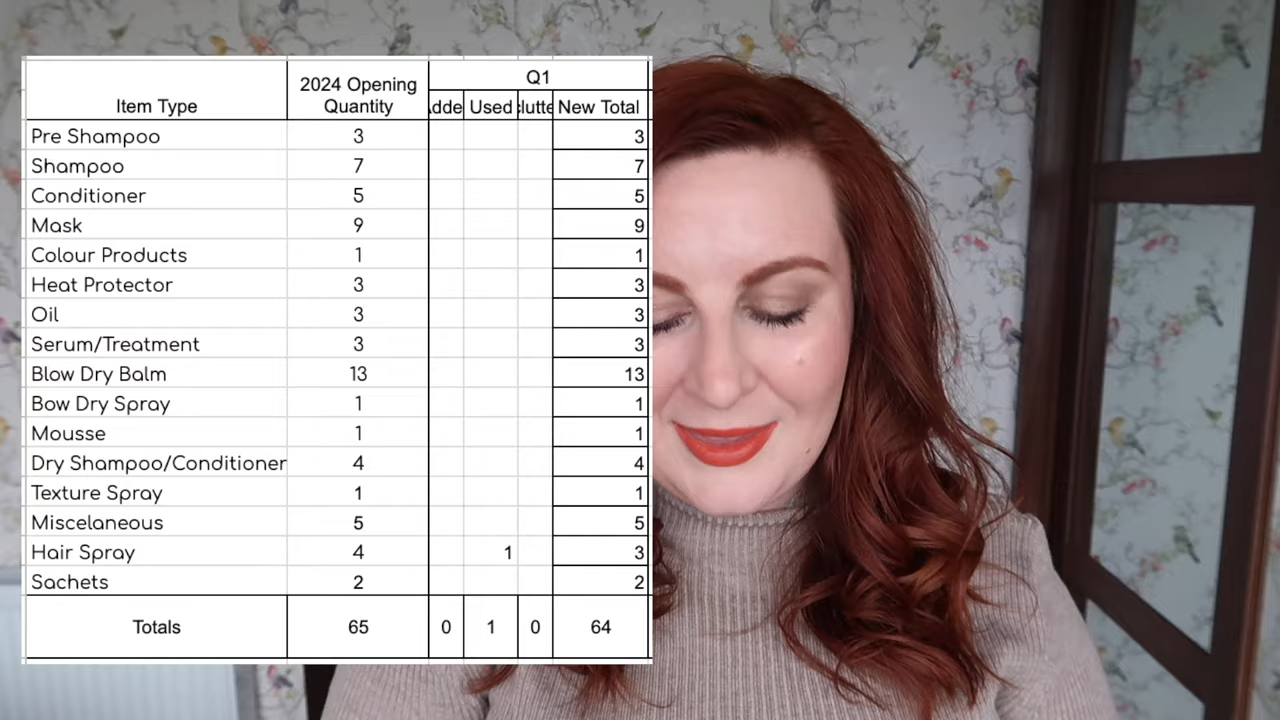 Item Type 2024 Opening Quantity Q1
Used New Total
Pre Shampoo 3 3
Shampoo 7 7
Conditioner 5 5
Mask 9 9
Colour Products 1 1
Heat Protector 3 3
Oil 3 3
Serum/Treatment 3 3
Blow Dry Balm 13 13
Bow Dry Spray 1 1
Mousse 1 1
Dry Shampoo/Conditioner 4 4
Texture Spray 1 1
Miscelaneous 5 5
Hair Spray 4 1 3
Sachets 2 2
Totals 65 0 1 0 64